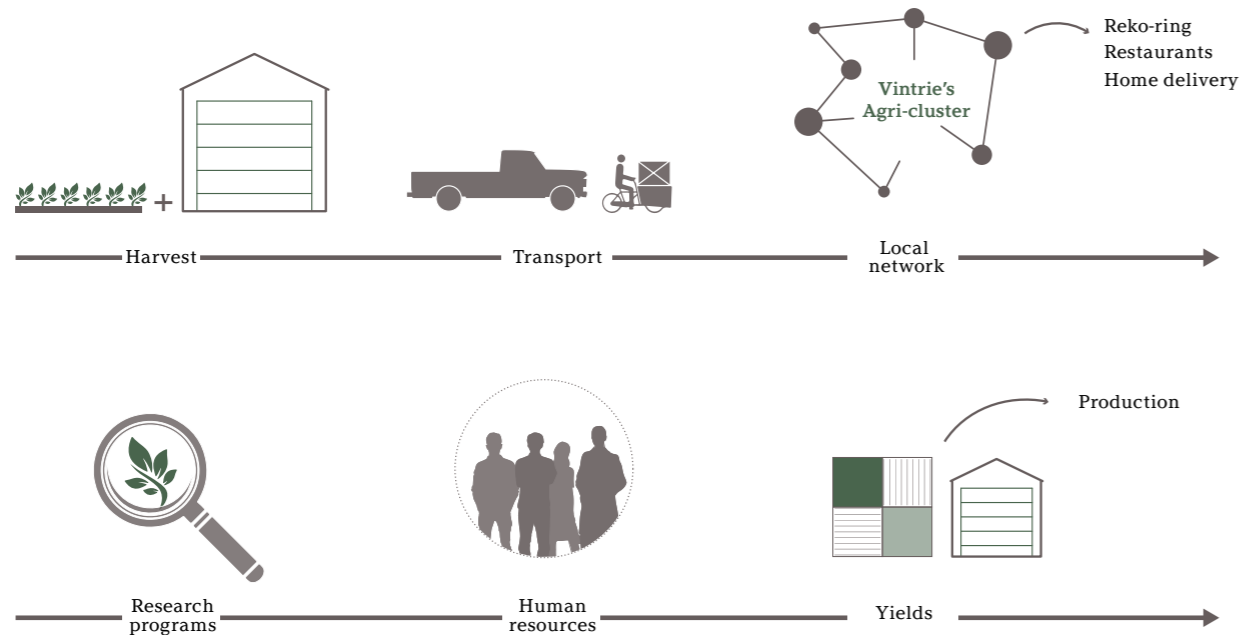 Reko-ring
Restaurants
Home delivery
Vintrie's
Agri-cluster
+
Harvest
Transport
Local
network
Production
Research
programs
Human
resources
Yields